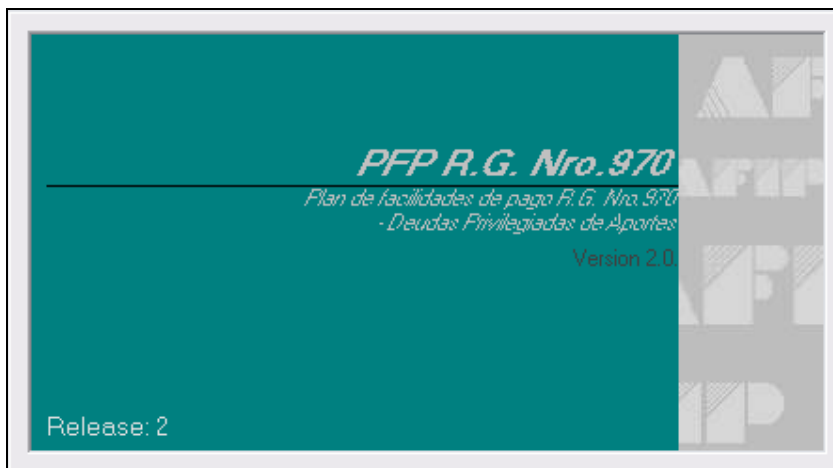 PFP R.G. Nro.970
Plan de facilidades de pago R.G. Nro.970
- Deudas Privilegiadas de Aportes
Version 2.0.
Release: 2
AFIP